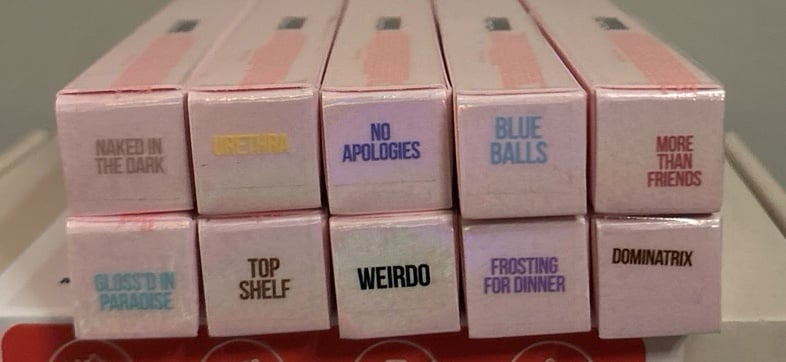 NAKED IN
THE DARK
URETHRA
NO
APOLOGIES
BLUE
BALLS
MORE
THAN
FRIENDS
GLOSS'D IN
PARADISE
TOP
SHELF
WEIRDO
FROSTING
FOR DINNER
DOMINATRIX